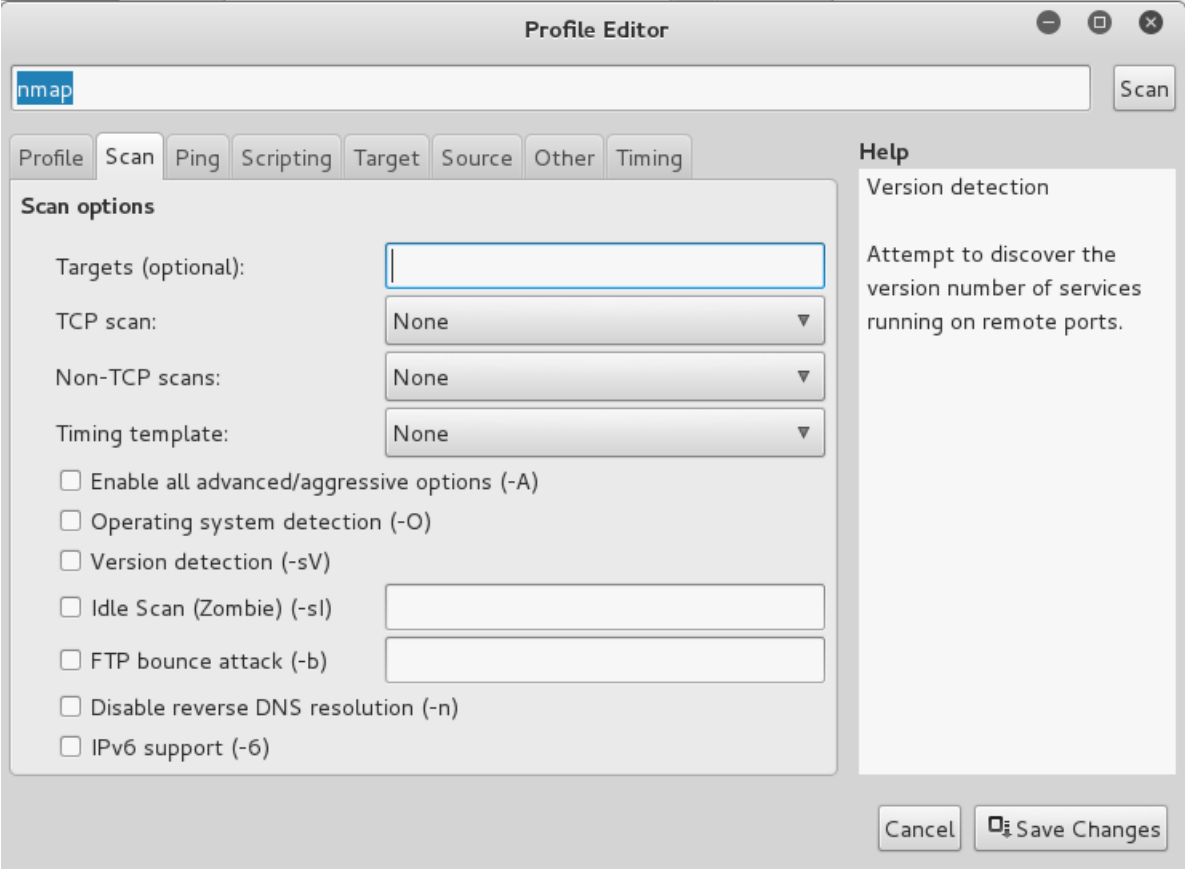 Profile Editor
nmap
Scan
Profile Scan Ping Scripting Target Source Other Timing
Scan options
Targets (optional):
TCP scan: None
Non-TCP scans: None
Timing template: None
Enable all advanced/aggressive options (-A)
Operating system detection (-O)
Version detection (-sV)
Idle Scan (Zombie) (-sI)
FTP bounce attack (-b)
Disable reverse DNS resolution (-n)
IPv6 support (-6)
Help
Version detection
Attempt to discover the
version number of services
running on remote ports.
Cancel
Save Changes